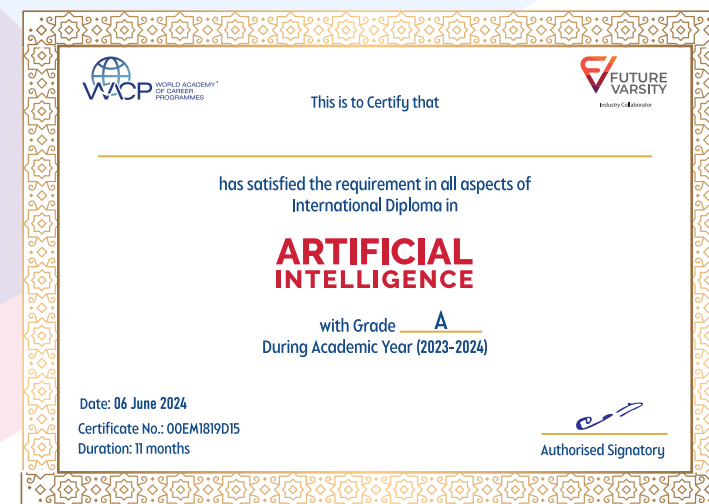 WACP
WORLD ACADEMY
OF CAREER
PROGRAMMES
FUTURE
VARSITY
Industry Collaborator
This is to Certify that
has satisfied the requirement in all aspects of
International Diploma in
ARTIFICIAL
INTELLIGENCE
with Grade A
During Academic Year (2023-2024)
Date: 06 June 2024
Certificate No.: 00EM1819D15
Duration: 11 months
Authorised Signatory